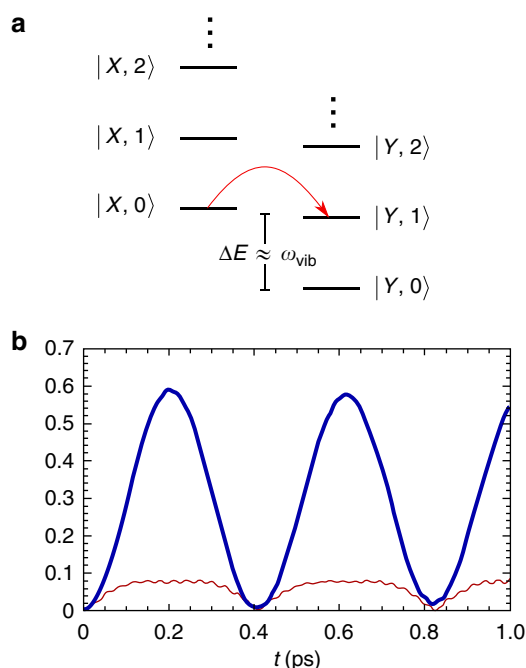 a
| X, 2⟩
| Y, 2⟩
| X, 1⟩
| X, 0⟩
| Y, 1⟩
ΔE ≈ ωvib
| Y, 0⟩
b
0.7
0.6
0.5
0.4
0.3
0.2
0.1
0
0 0.2 0.4 0.6 0.8 1.0
t (ps)